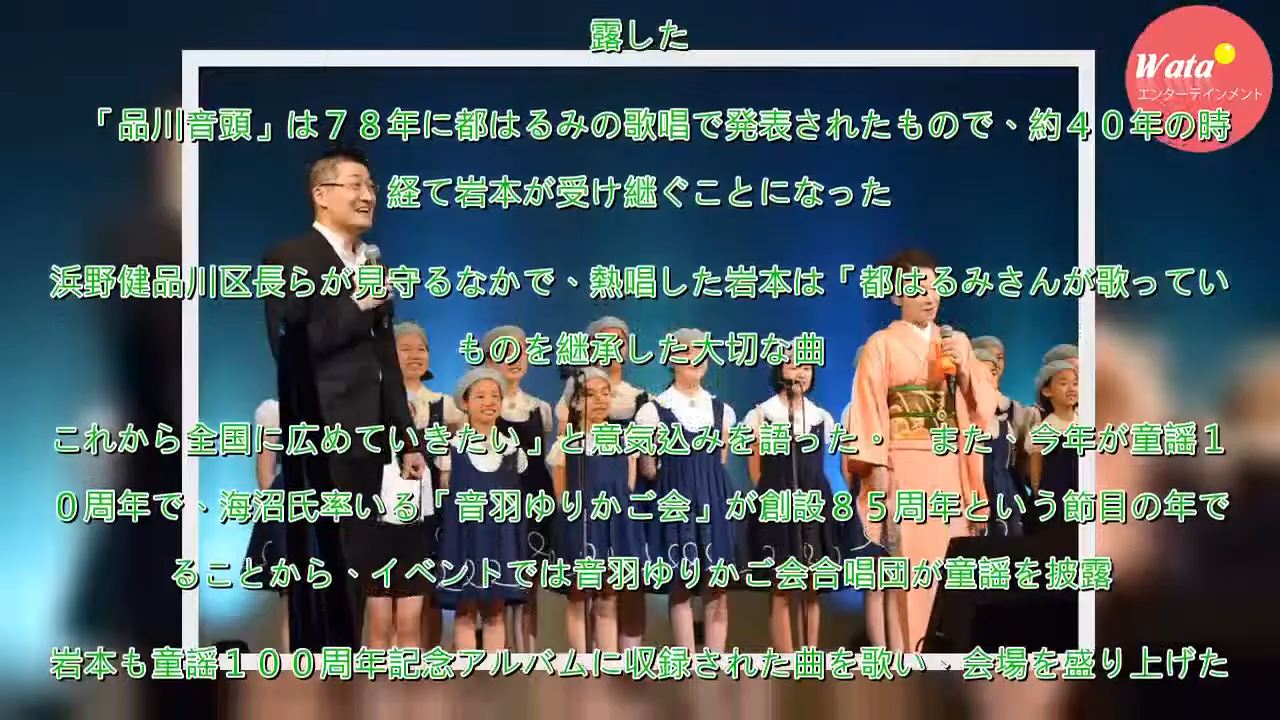 露した
Wata
エンターテインメント
「品川音頭」は７８年に都はるみの歌唱で発表されたもので、約４０年の時
経て岩本が受け継ぐことになった
浜野健品川区長らが見守るなかで、熱唱した岩本は「都はるみさんが歌ってい
ものを継承した大切な曲
これから全国に広めていきたい」と意気込みを語った・　また、今年が童謡１
０周年で、海沼氏率いる「音羽ゆりかご会」が創設８５周年という節目の年で
ることから、イベントでは音羽ゆりかご会合唱団が童謡を披露
岩本も童謡１００周年記念アルバムに収録された曲を歌い、会場を盛り上げた